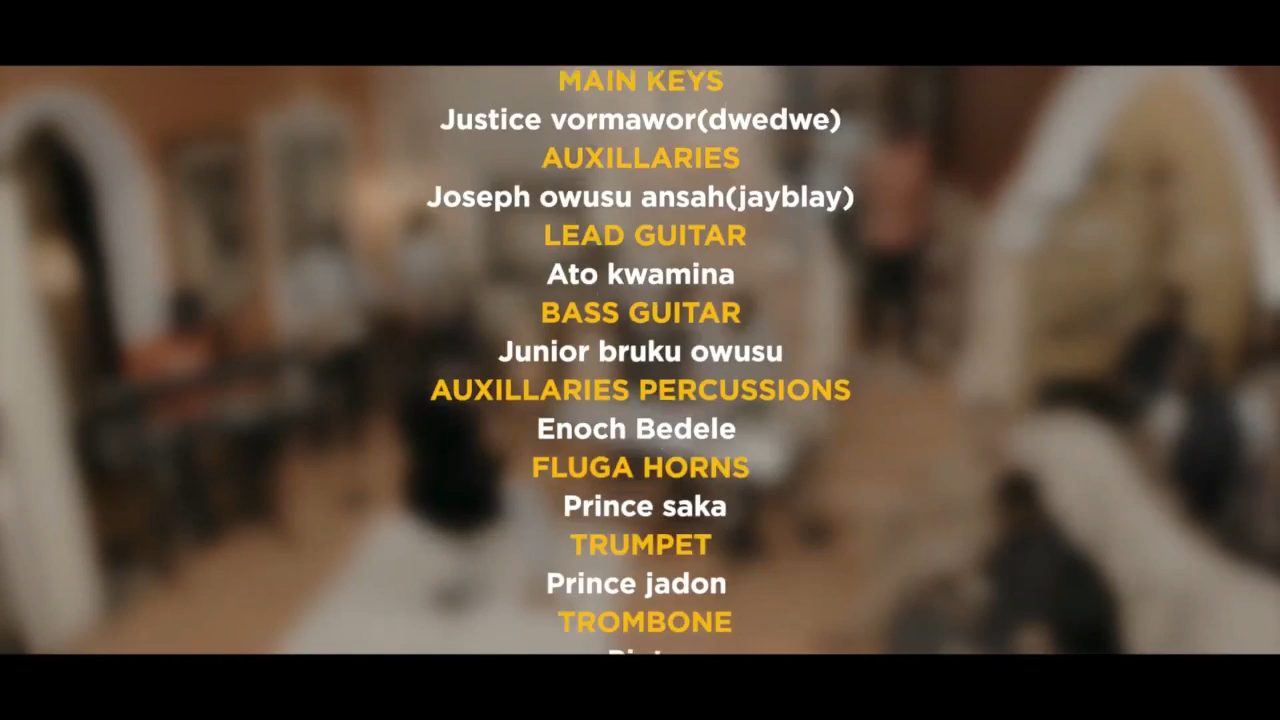 MAIN KEYS
Justice vormawor(dwedwe)
AUXILLARIES
Joseph owusu ansah(jayblay)
LEAD GUITAR
Ato kwamina
BASS GUITAR
Junior bruku owusu
AUXILLARIES PERCUSSIONS
Enoch Bedele
FLUGA HORNS
Prince saka
TRUMPET
Prince jadon
TROMBONE